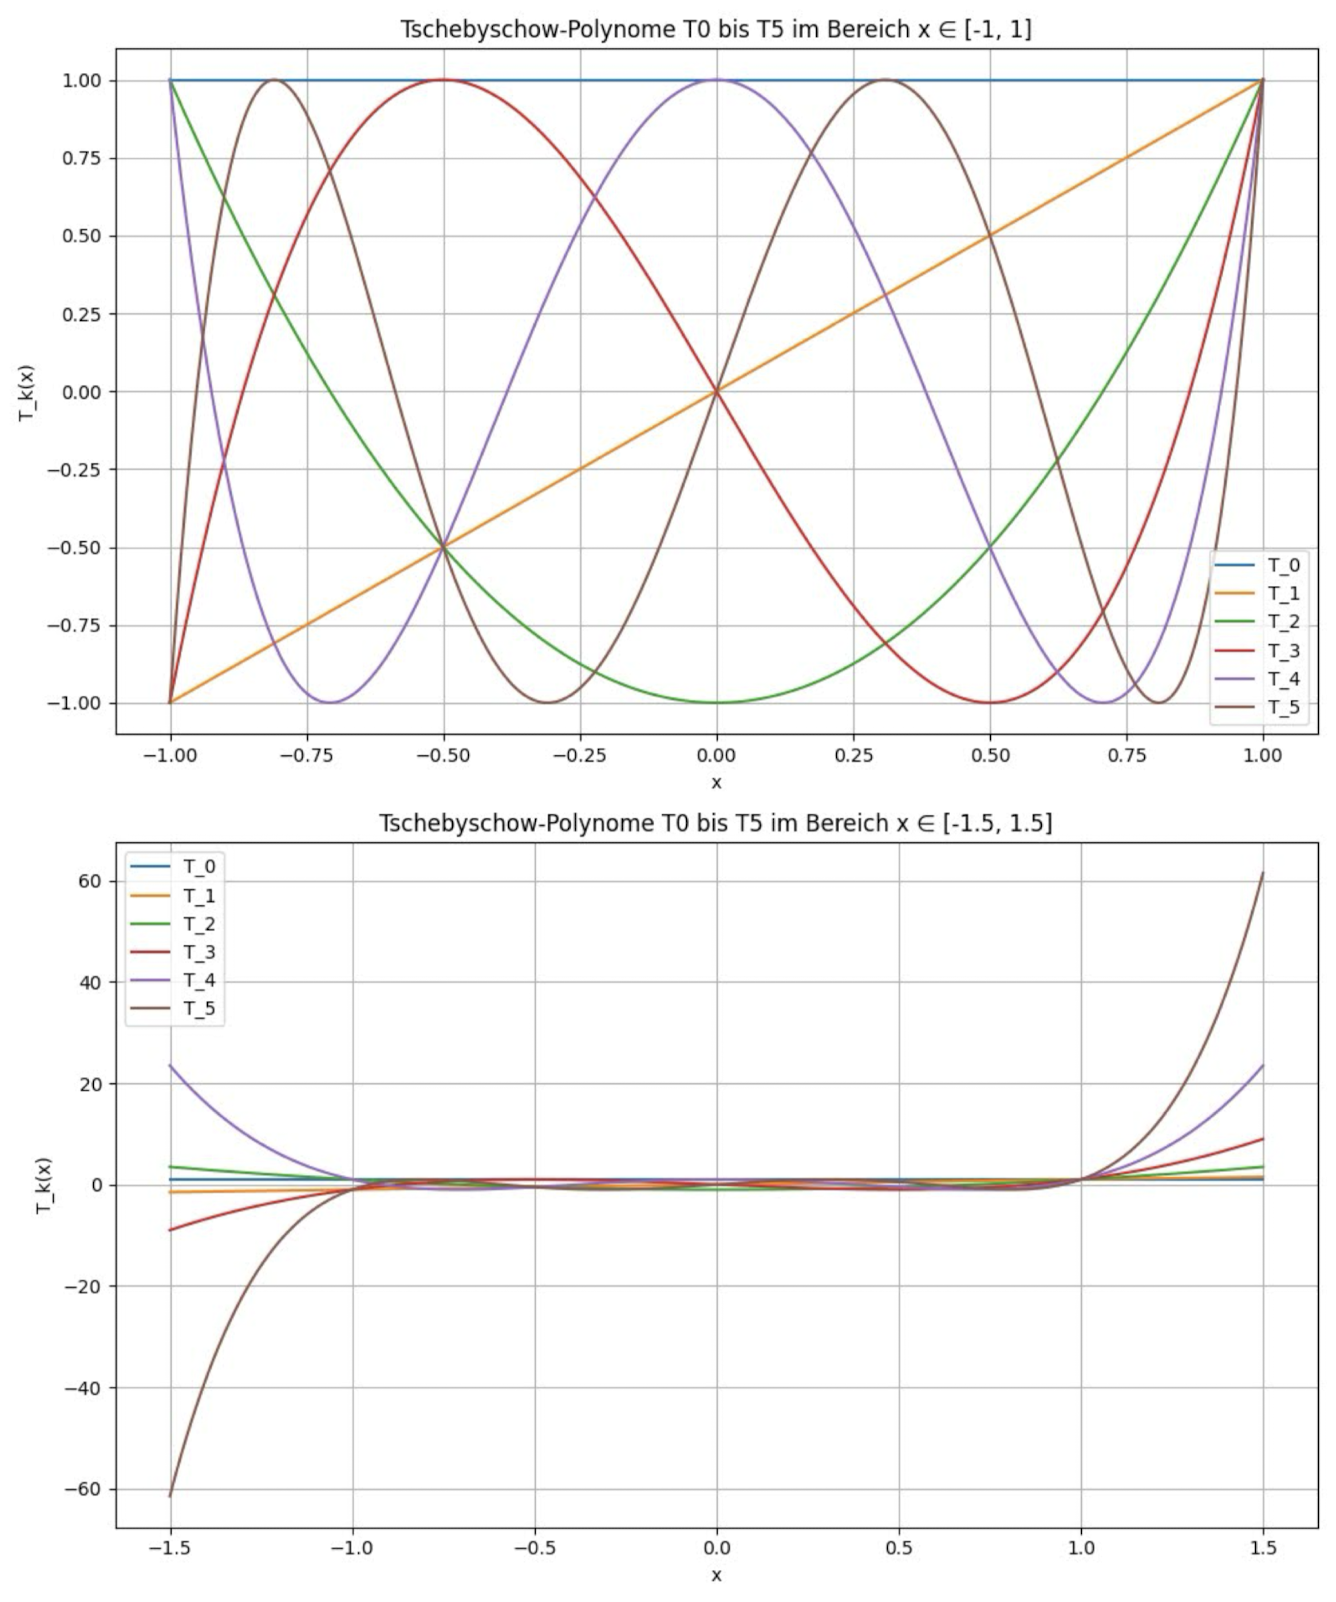 Tschebyschow-Polynome T0 bis T5 im Bereich x ∈ [-1, 1]
1.00
0.75
0.50
0.25
0.00
−0.25
−0.50
−0.75
−1.00
T_k(x)
T_0
T_1
T_2
T_3
T_4
T_5
−1.00 −0.75 −0.50 −0.25 0.00 0.25 0.50 0.75 1.00
x
Tschebyschow-Polynome T0 bis T5 im Bereich x ∈ [-1.5, 1.5]
T_0
T_1
T_2
T_3
T_4
T_5
60
40
20
0
−20
−40
−60
T_k(x)
−1.5 −1.0 −0.5 0.0 0.5 1.0 1.5
x